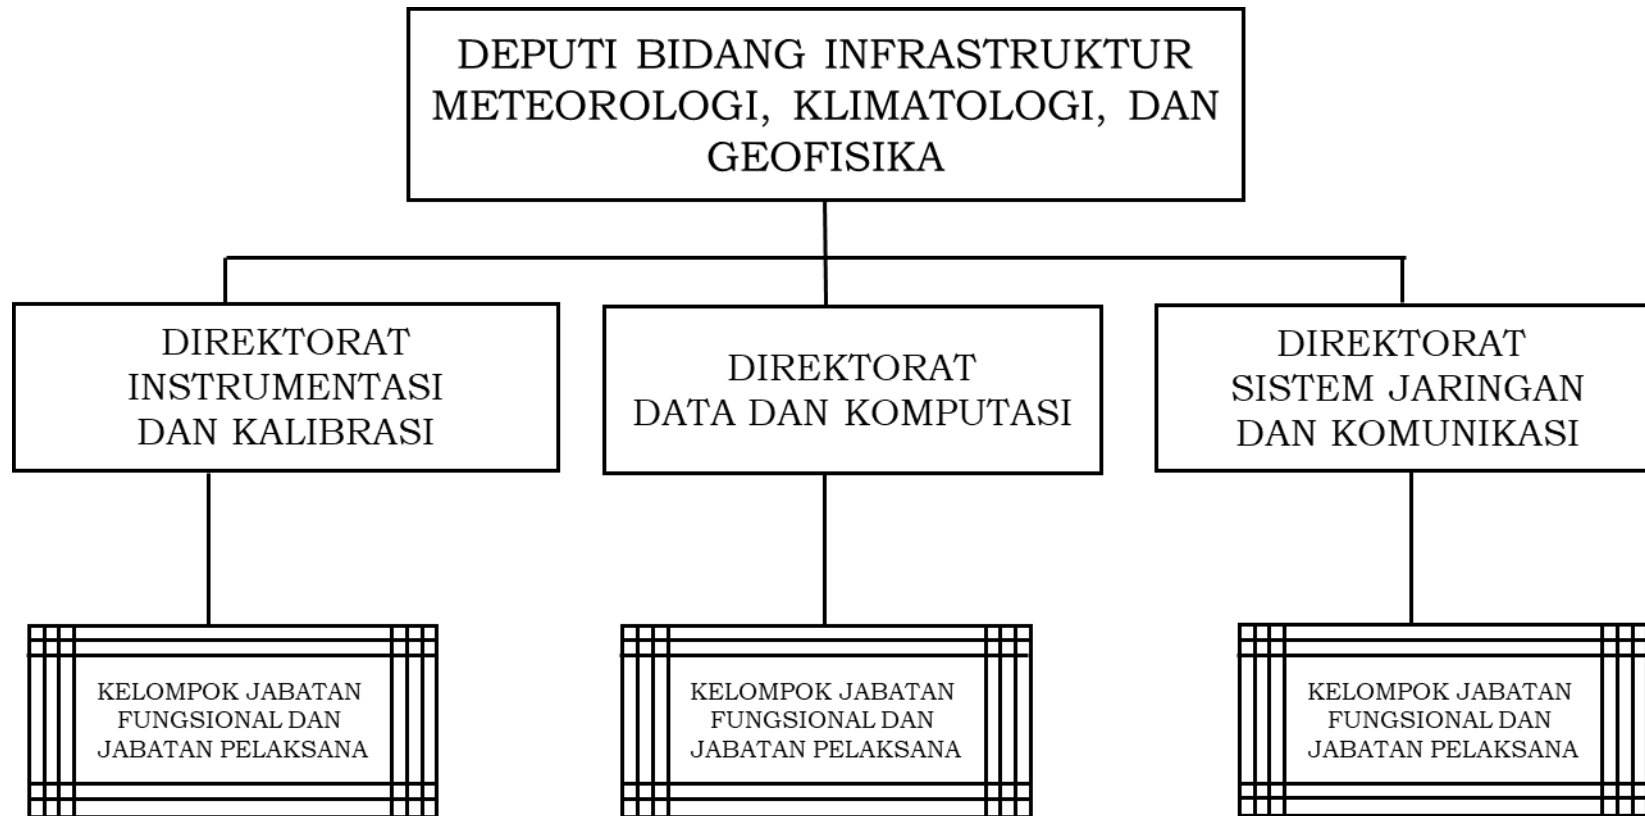 DEPUTI BIDANG INFRASTRUKTUR
METEOROLOGI, KLIMATOLOGI, DAN
GEOFISIKA
DIREKTORAT
INSTRUMENTASI
DAN KALIBRASI
DIREKTORAT
DATA DAN KOMPUTASI
DIREKTORAT
SISTEM JARINGAN
DAN KOMUNIKASI
KELOMPOK JABATAN
FUNGSIONAL DAN
JABATAN PELAKSANA
KELOMPOK JABATAN
FUNGSIONAL DAN
JABATAN PELAKSANA
KELOMPOK JABATAN
FUNGSIONAL DAN
JABATAN PELAKSANA